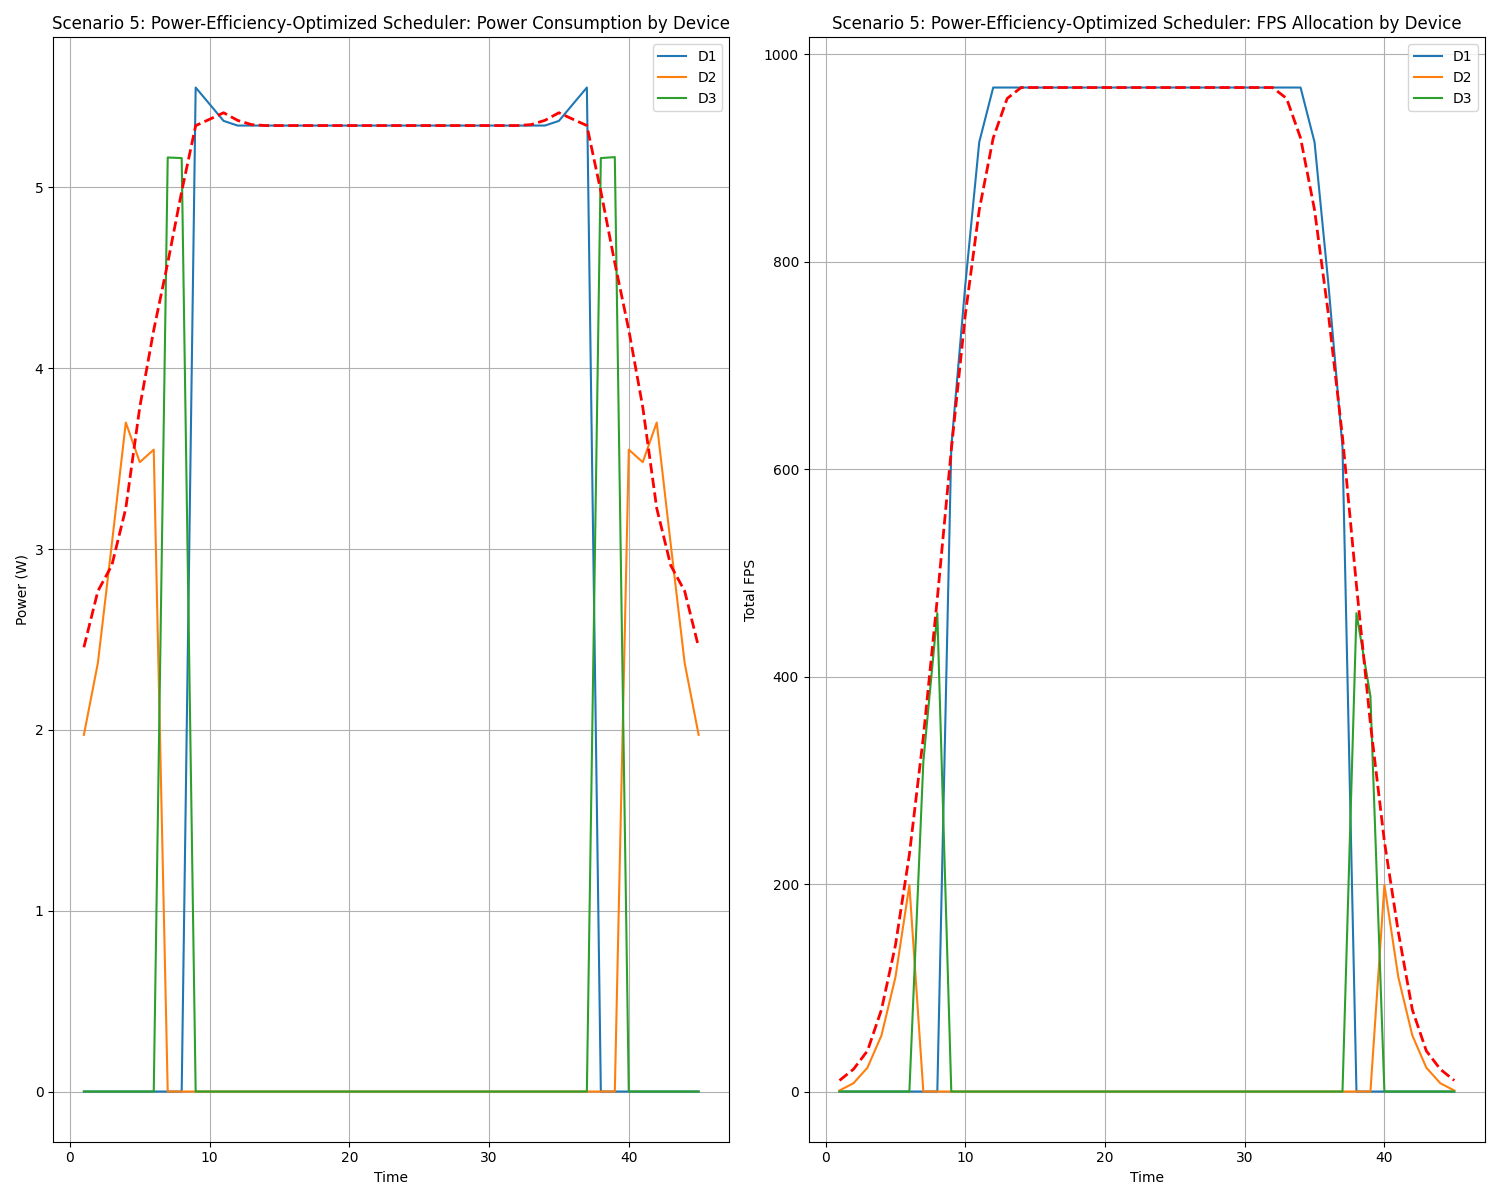 Scenario 5: Power-Efficiency-Optimized Scheduler: Power Consumption by Device
D1
D2
D3
5
4
3
2
1
0
Power (W)
0 10 20 30 40
Time
Scenario 5: Power-Efficiency-Optimized Scheduler: FPS Allocation by Device
D1
D2
D3
1000
800
600
400
200
0
Total FPS
0 10 20 30 40
Time